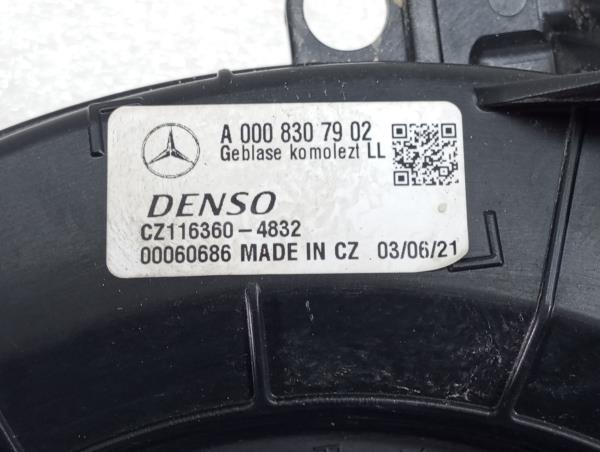 A 000 830 79 02
Geblase komolezt LL
DENSO
CZ116360-4832
00060686 MADE IN CZ 03/06/21